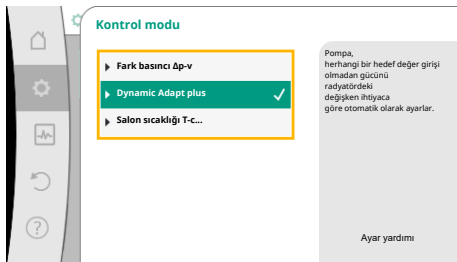 Kontrol modu
Fark basıncı Δp-v
Dynamic Adapt plus
Salon sıcaklığı T-c...
Pompa,
herhangi bir hedef değer girişi
olmadan gücünü
radyatördeki
değişken ihtiyaca
göre otomatik olarak ayarlar.
Ayar yardımı